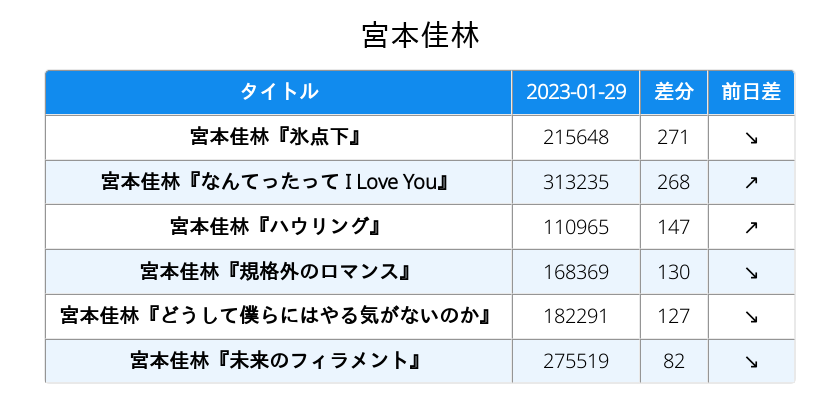 宮本佳林
タイトル 2023-01-29 差分 前日差
宮本佳林『氷点下』 215648 271 ↘
宮本佳林『なんてったって I Love You』 313235 268 ↗
宮本佳林『ハウリング』 110965 147 ↗
宮本佳林『規格外のロマンス』 168369 130 ↘
宮本佳林『どうして僕らにはやる気がないのか』 182291 127 ↘
宮本佳林『未来のフィラメント』 275519 82 ↘